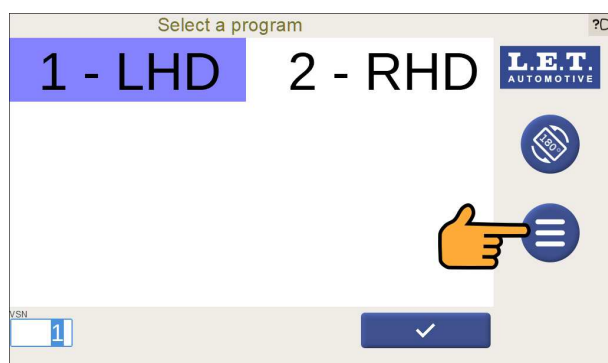 Select a program
?
1 - LHD
2 - RHD
L.E.T.
AUTOMOTIVE
180°
VSN
1